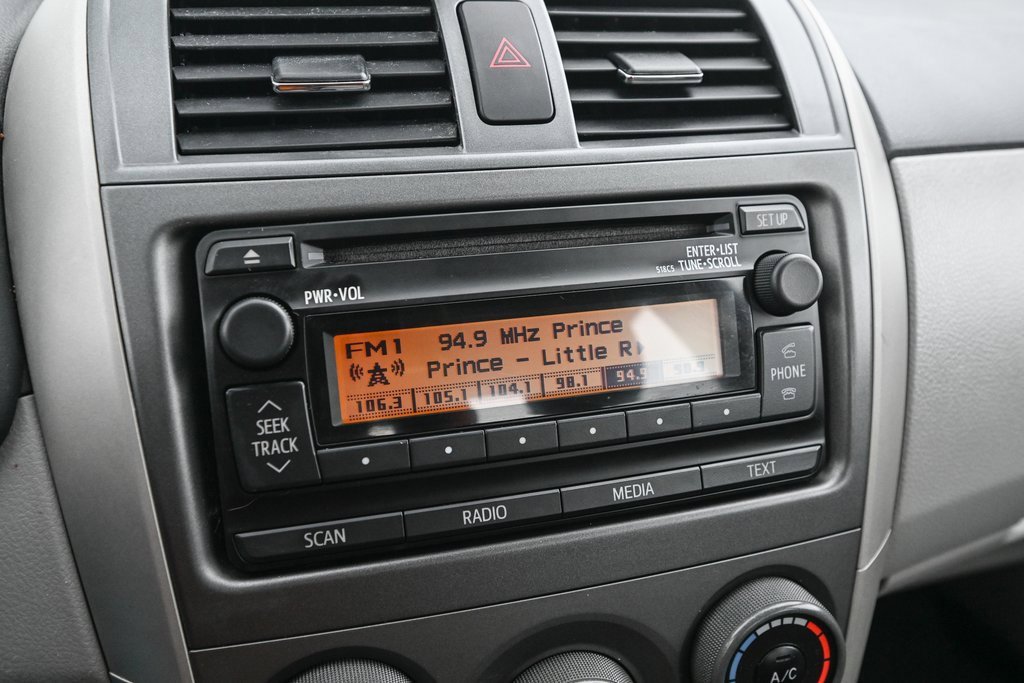 SET UP
ENTER•LIST
518C5 TUNE•SCROLL
PWR•VOL
FM1 94.9 MHz Prince
Prince - Little R
106.3 105.1 104.1 98.1 94.9
SEEK
TRACK
PHONE
SCAN RADIO MEDIA TEXT
A/C